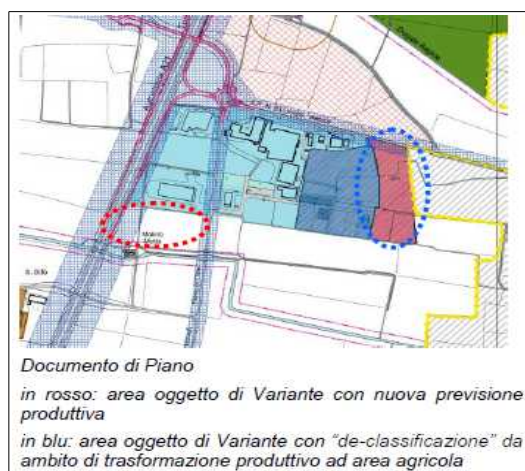 Documento di Piano
in rosso: area oggetto di Variante con nuova previsione
produttiva
in blu: area oggetto di Variante con "de-classificazione" da
ambito di trasformazione produttivo ad area agricola